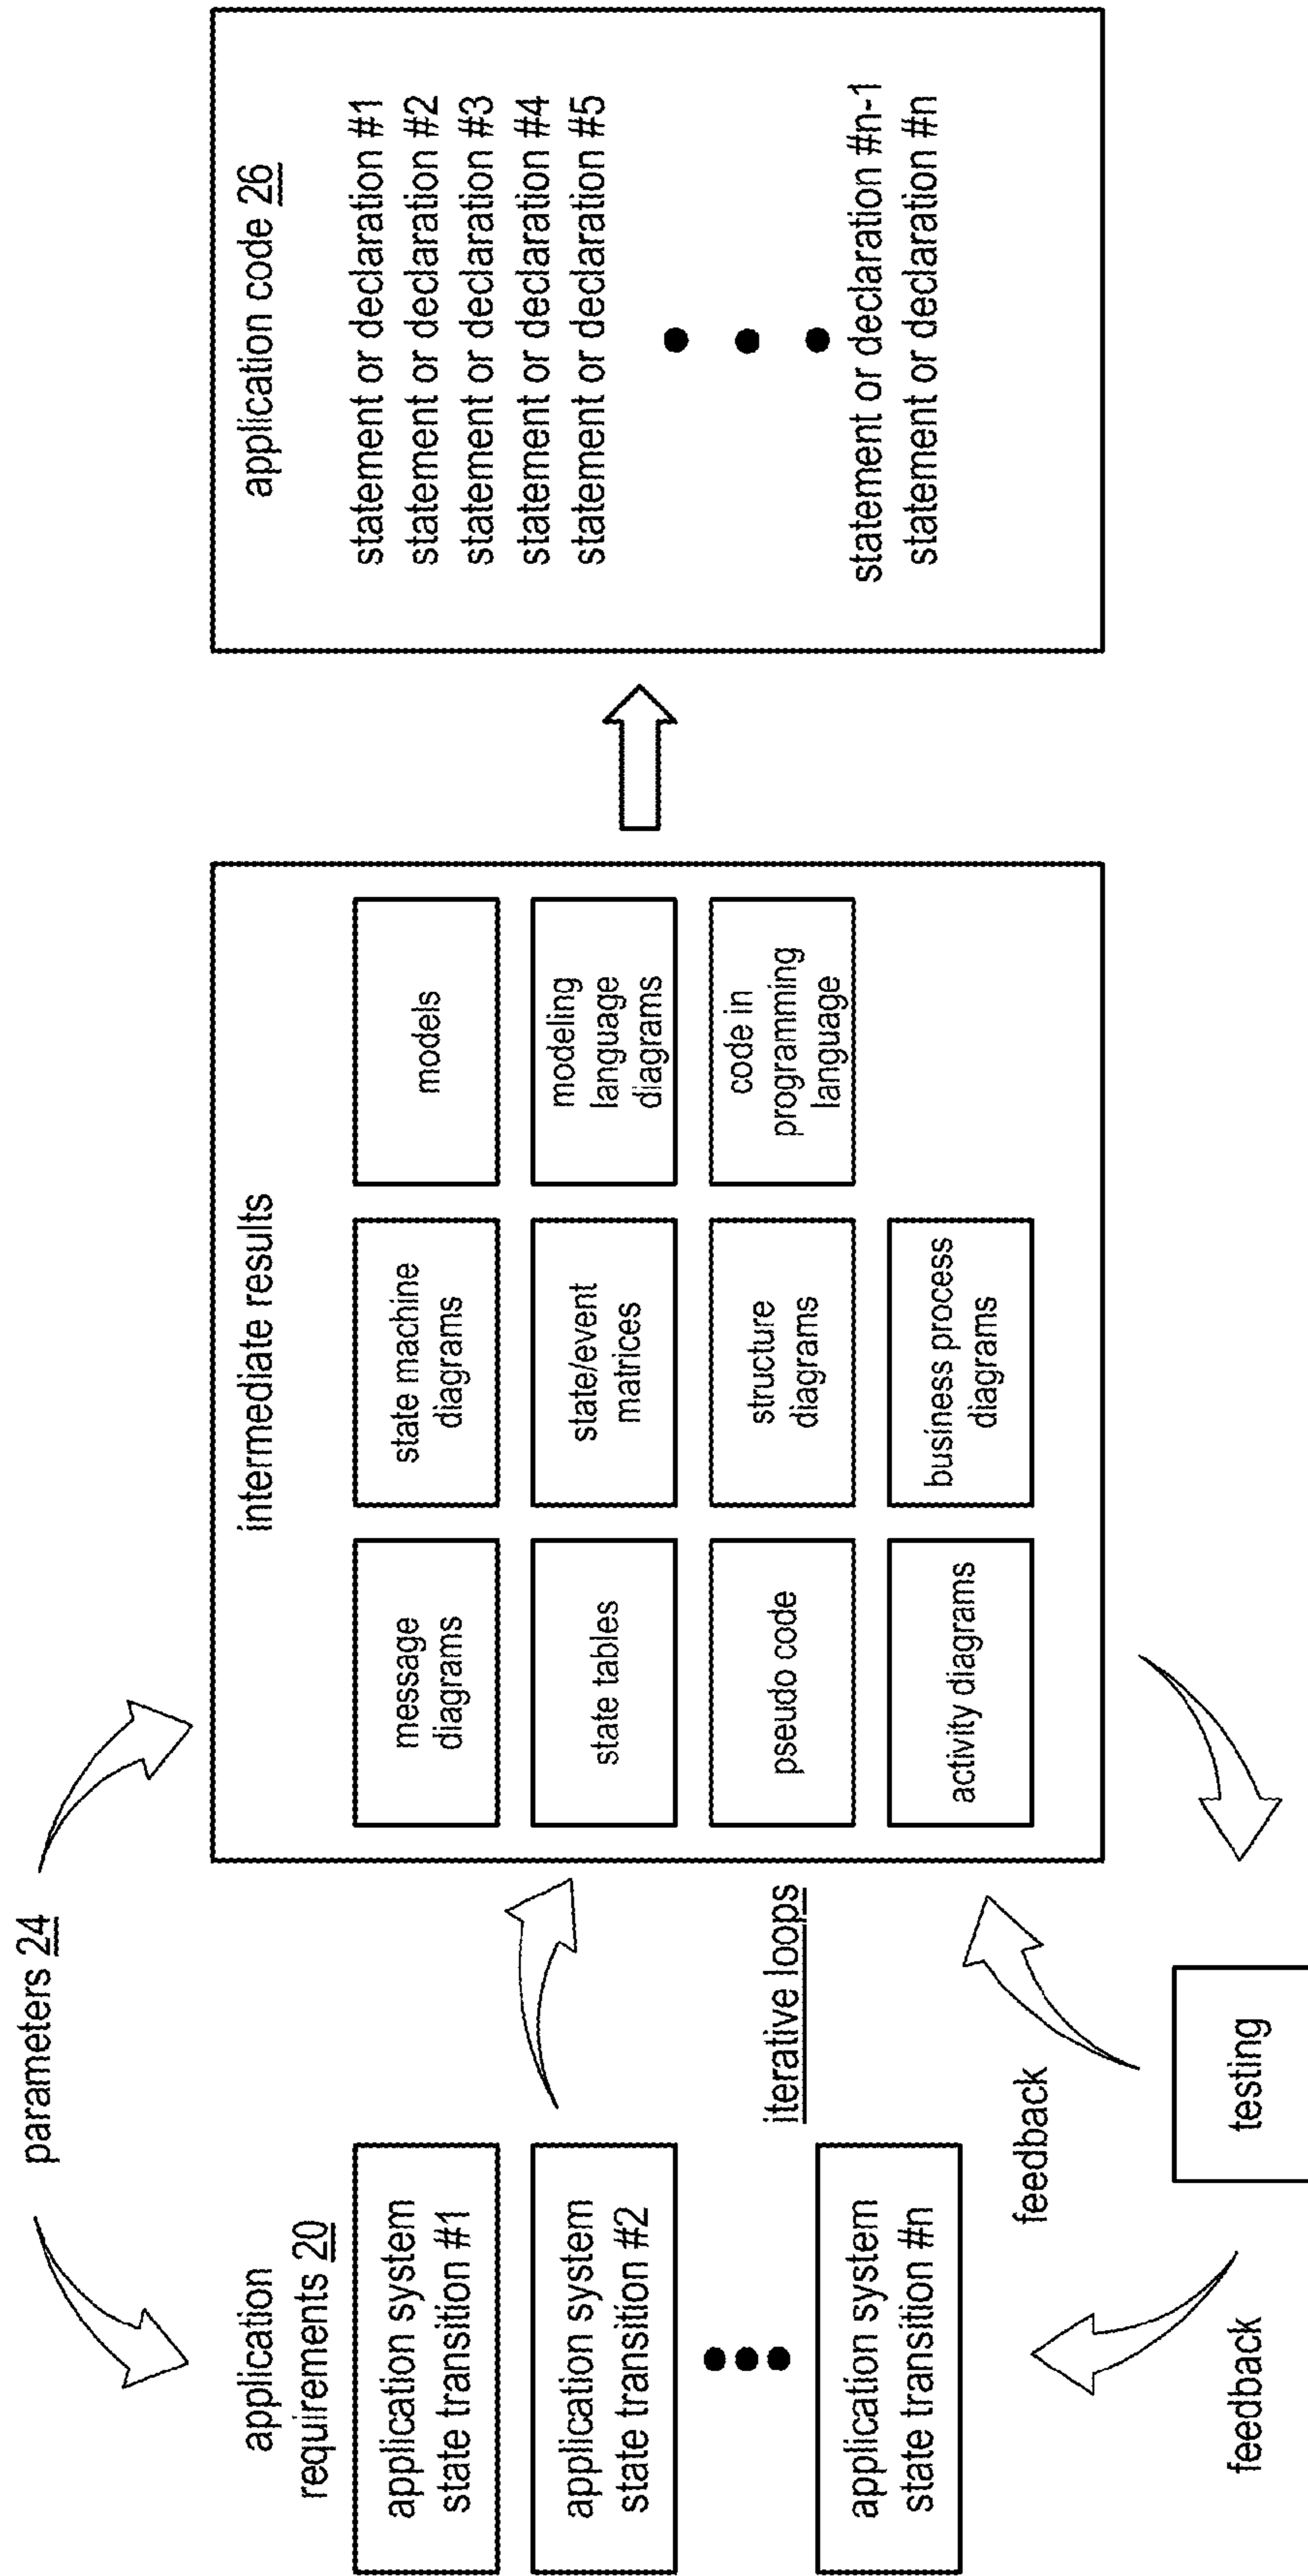 parameters 24
application
requirements 20
application system
state transition #1
application system
state transition #2
application system
state transition #n
iterative loops
feedback
feedback
testing
intermediate results
message
diagrams
state machine
diagrams
models
state tables
state/event
matrices
modeling
language
diagrams
pseudo code
structure
diagrams
code in
programming
language
activity diagrams
business process
diagrams
application code 26
statement or declaration #1
statement or declaration #2
statement or declaration #3
statement or declaration #4
statement or declaration #5
statement or declaration #n-1
statement or declaration #n